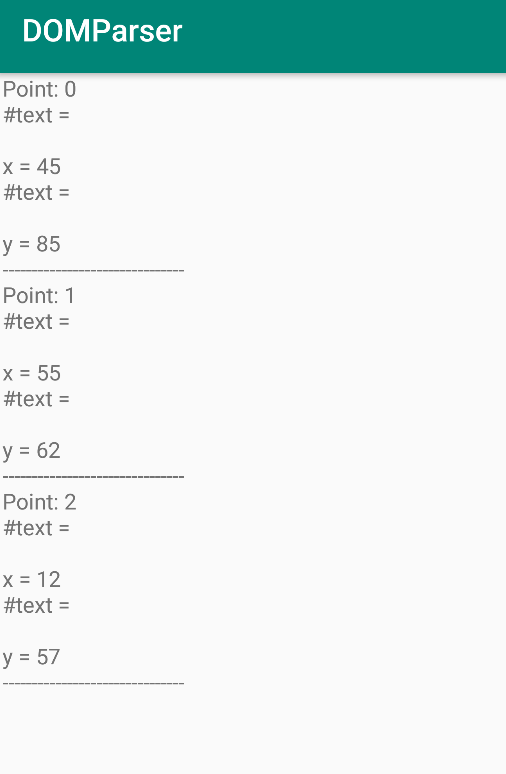 DOMParser
Point: 0
#text =
x = 45
#text =
y = 85
-------------------------------
Point: 1
#text =
x = 55
#text =
y = 62
-------------------------------
Point: 2
#text =
x = 12
#text =
y = 57
-------------------------------